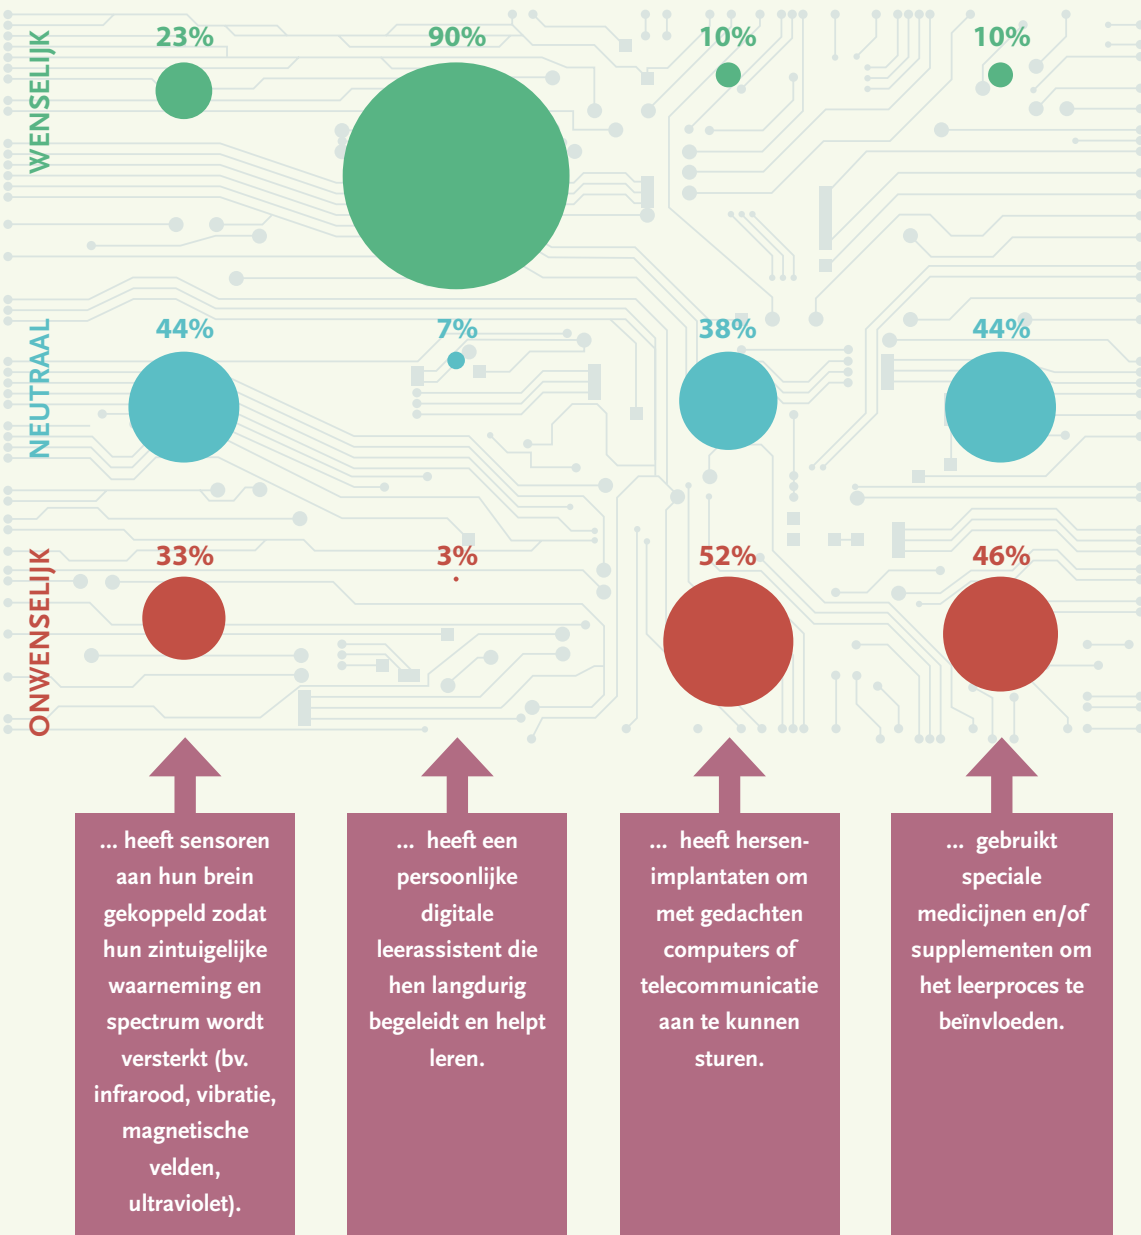 WENSELIJK
23%
90%
10%
10%
NEUTRAAL
44%
7%
38%
44%
ONWENSELIJK
33%
3%
52%
46%
... heeft sensoren
aan hun brein
gekoppeld zodat
hun zintuigelijke
waarneming en
spectrum wordt
versterkt (bv.
infrarood, vibratie,
magnetische
velden,
ultraviolet).
... heeft een
persoonlijke
digitale
leerassistent die
hen langdurig
begeleidt en helpt
leren.
... heeft hersen-
implantaten om
met gedachten
computers of
telecommunicatie
aan te kunnen
sturen.
... gebruikt
speciale
medicijnen en/of
supplementen om
het leerproces te
beïnvloeden.